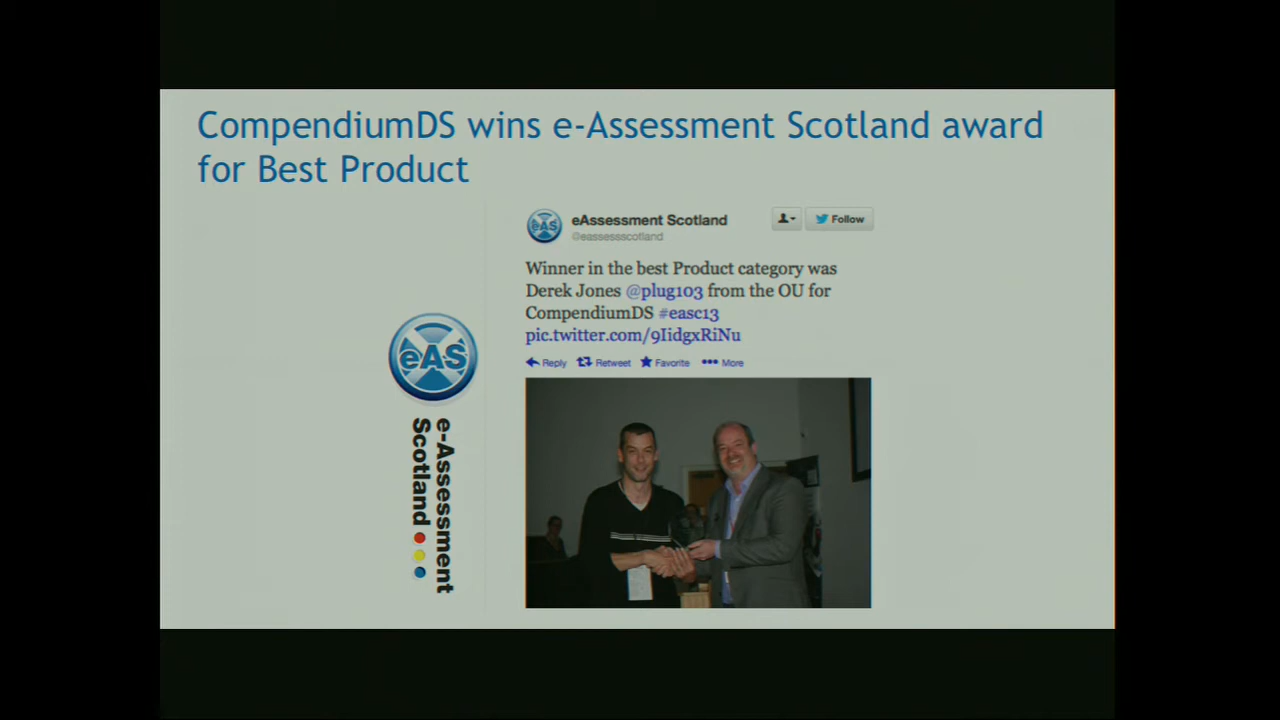 CompendiumDS wins e-Assessment Scotland award
for Best Product
eAssessment Scotland
@eassessscotland
Follow
Winner in the best Product category was
Derek Jones @plug103 from the OU for
CompendiumDS #easc13
pic.twitter.com/9IidgxRiNu
Reply Retweet Favorite More
eAS
eAS
e-Assessment
Scotland